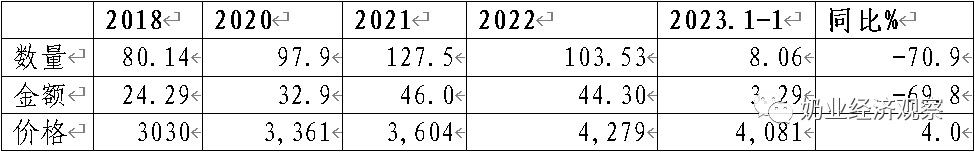 2018 2020 2021 2022 2023.1-1 同比%
数量 80.14 97.9 127.5 103.53 8.06 -70.9
金额 24.29 32.9 46.0 44.30 3.29 -69.8
价格 3030 3,361 3,604 4,279 4,081 4.0
奶业经济观察